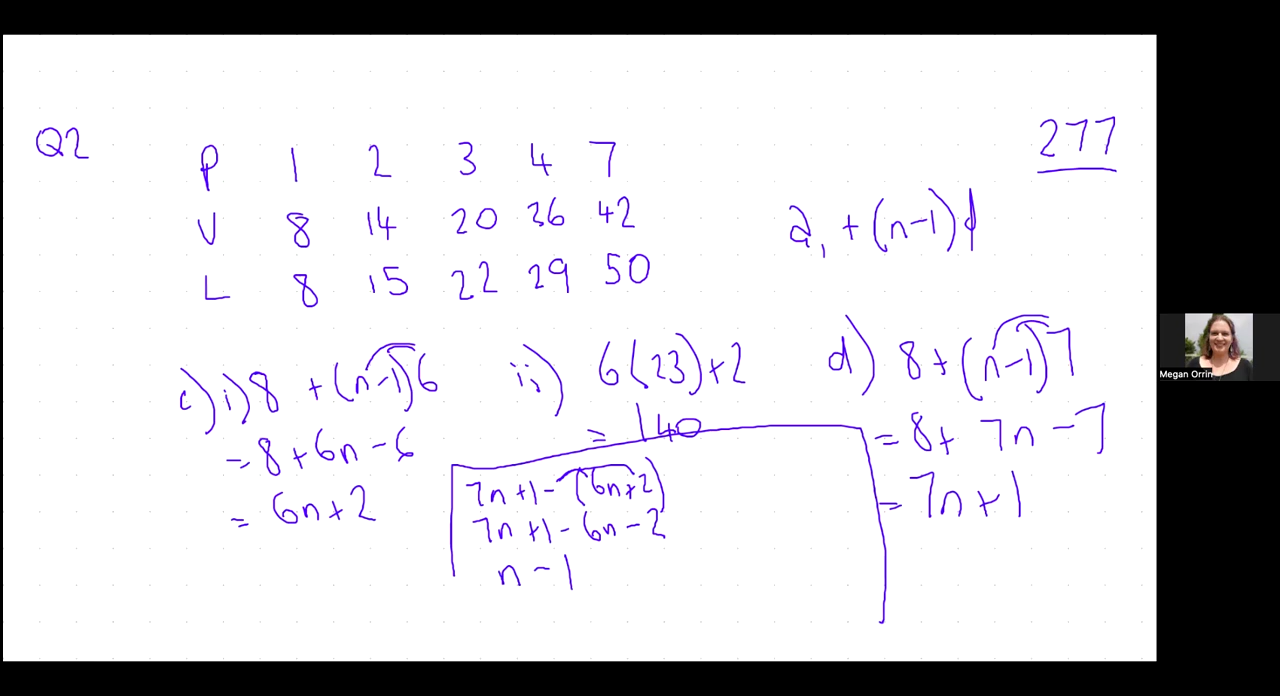 Q2
277
P 1 2 3 4 7
V 8 14 20 36 42
L 8 15 22 29 50
a₁ + (n-1)d
c) i) 8 + (n-1)6
= 8 + 6n - 6
= 6n + 2
ii) 6(23) + 2
= 140
7n + 1 - (6n + 2)
7n + 1 - 6n - 2
n - 1
d) 8 + (n-1)7
= 8 + 7n - 7
= 7n + 1
Megan Orrin